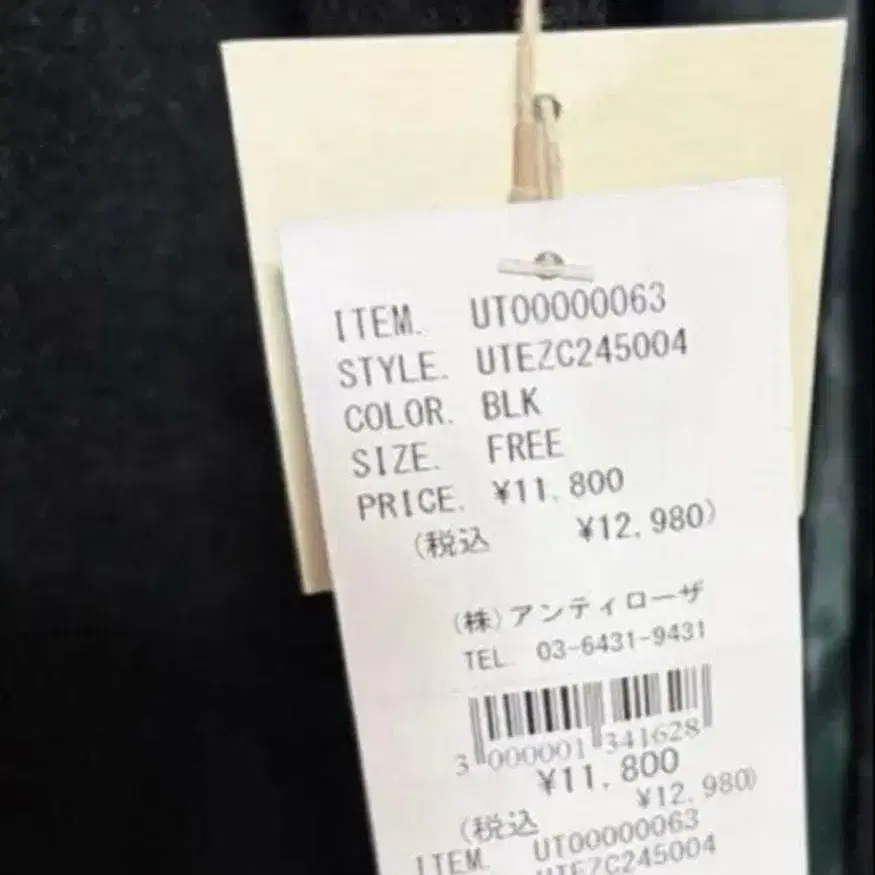 ITEM. UT00000063
STYLE. UTEZC245004
COLOR. BLK
SIZE. FREE
PRICE. ¥11,800
(税込 ¥12,980)
(株)アンティローザ
TEL. 03-6431-9431
3 000001 341628
¥11,800
(税込 ¥12,980)
ITEM. UT00000063
UTEZC245004